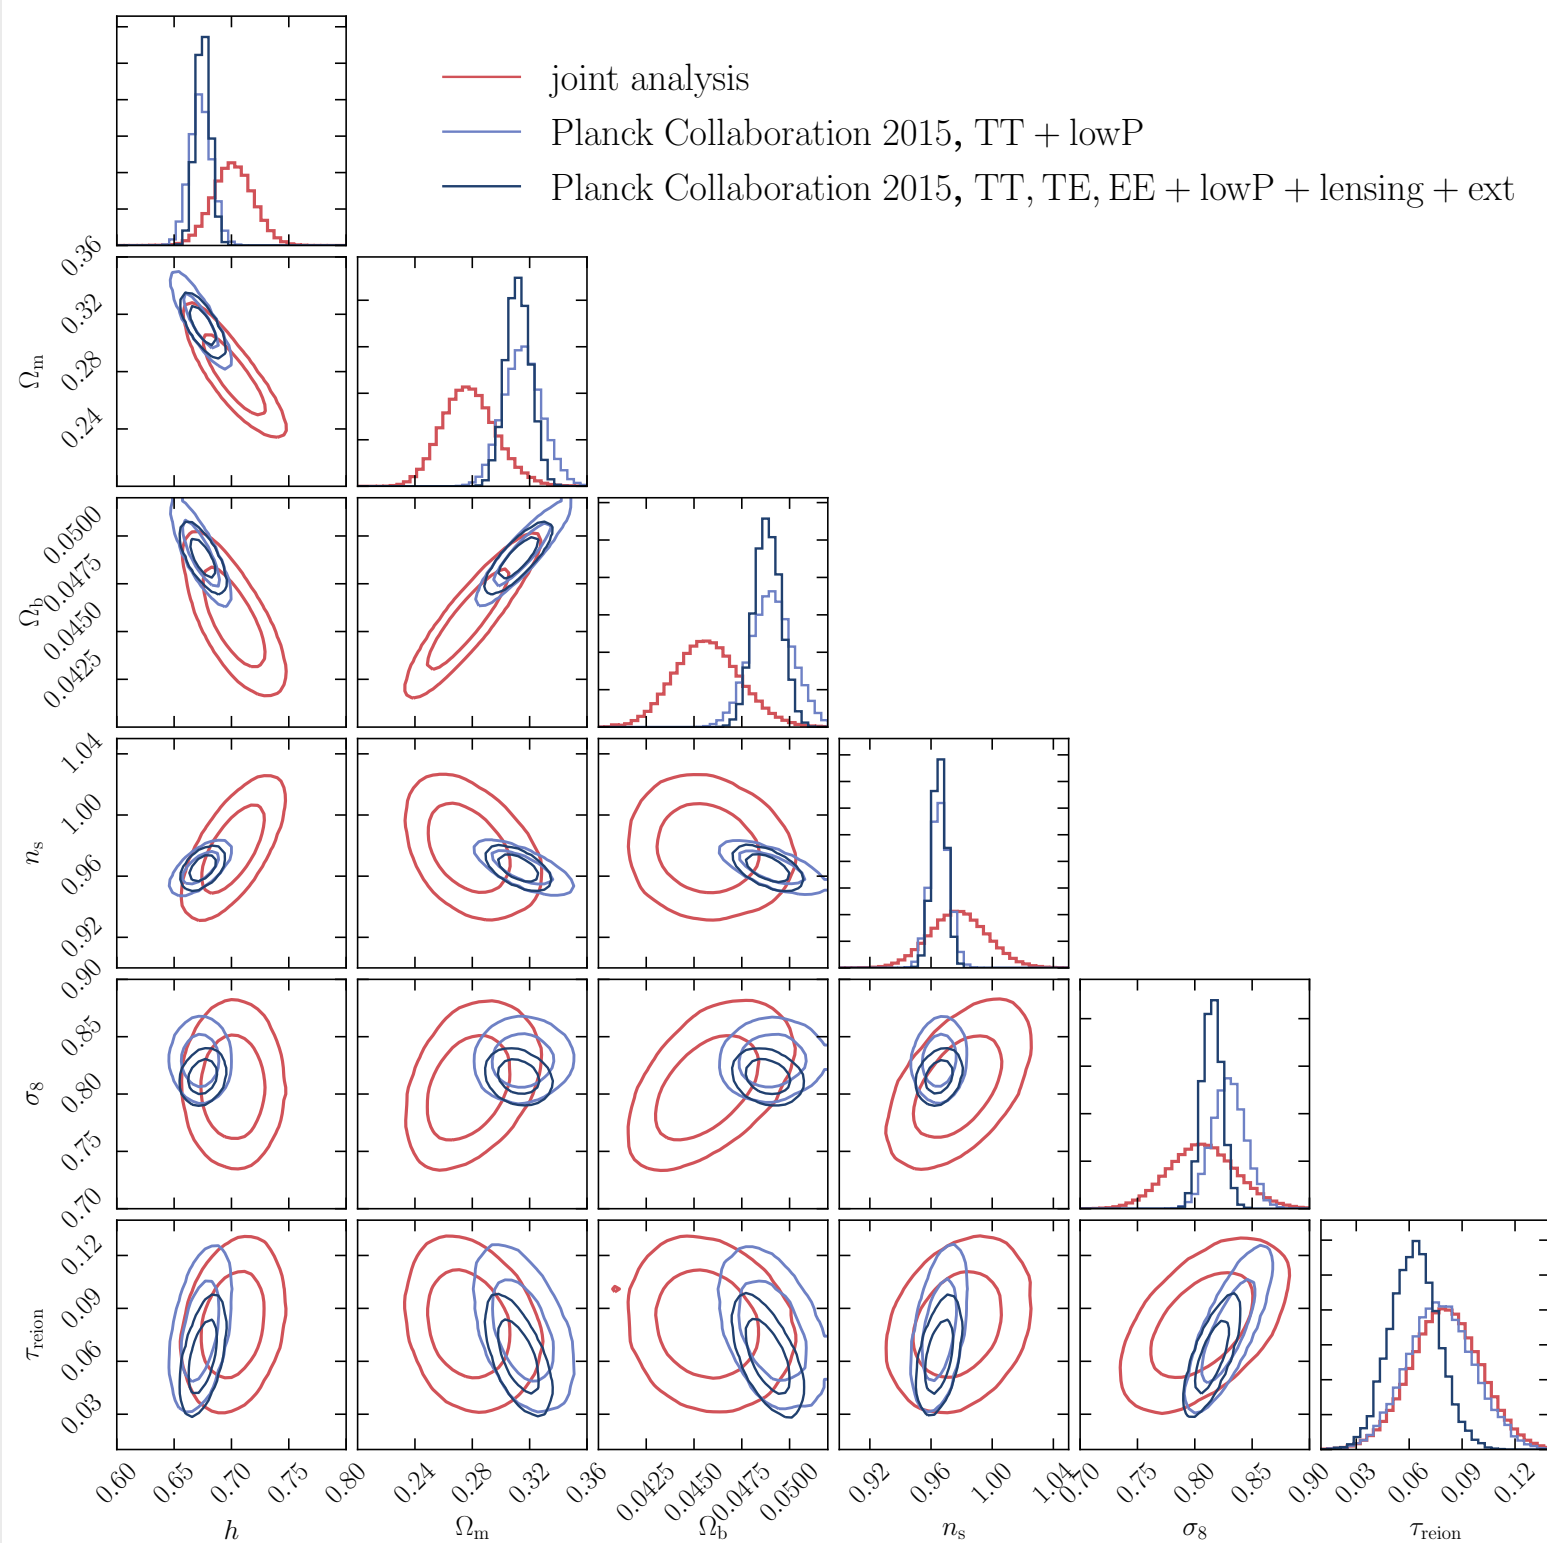 joint analysis
Planck Collaboration 2015, TT + lowP
Planck Collaboration 2015, TT, TE, EE + lowP + lensing + ext
0.36
0.32
0.28
0.24
Ωm
0.0500
0.0475
0.0450
0.0425
Ωb
1.04
1.00
0.96
0.92
ns
0.90
0.85
0.80
0.75
0.70
σ8
0.12
0.09
0.06
0.03
τreion
0.60 0.65 0.70 0.75 0.80 0.24 0.28 0.32 0.36 0.0425 0.0450 0.0475 0.0500 0.92 0.96 1.00 1.04 0.70 0.75 0.80 0.85 0.90 0.03 0.06 0.09 0.12
h Ωm Ωb ns σ8 τreion